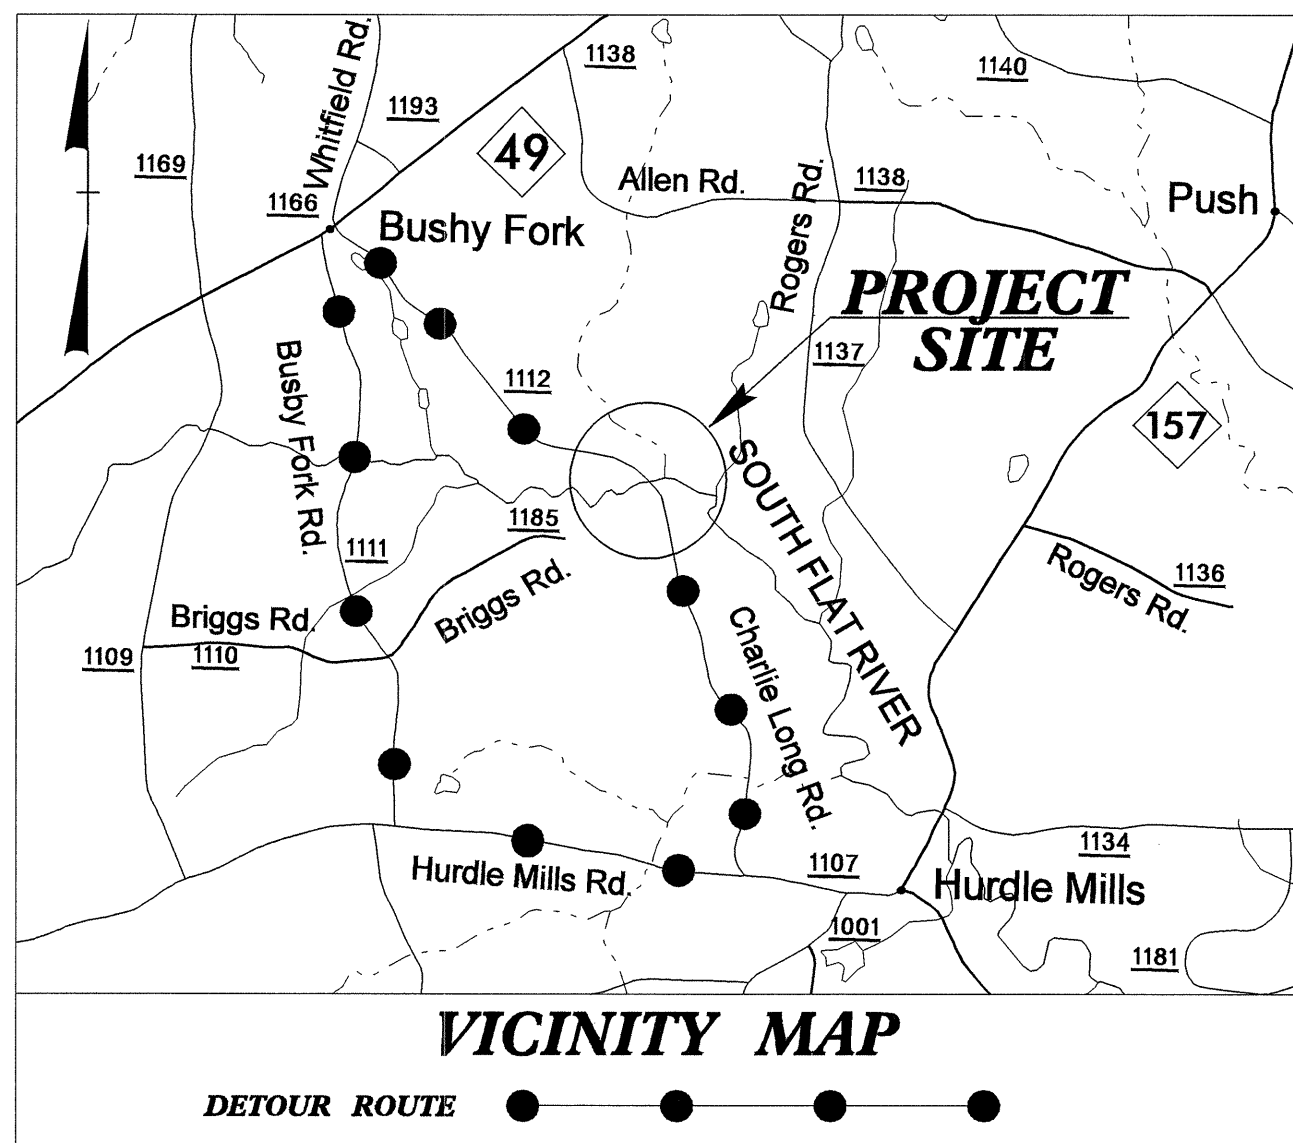 Whitfield Rd.
1138
1140
1193
49
1169
Allen Rd.
Rogers Rd.
1138
Push
1166
Bushy Fork
PROJECT
SITE
1137
Busby Fork Rd.
1112
157
SOUTH FLAT RIVER
1185
1111
Briggs Rd.
Rogers Rd.
1136
Briggs Rd.
1109
1110
Charlie Long Rd.
Hurdle Mills Rd.
1107
1134
Hurdle Mills
1001
1181
VICINITY MAP
DETOUR ROUTE